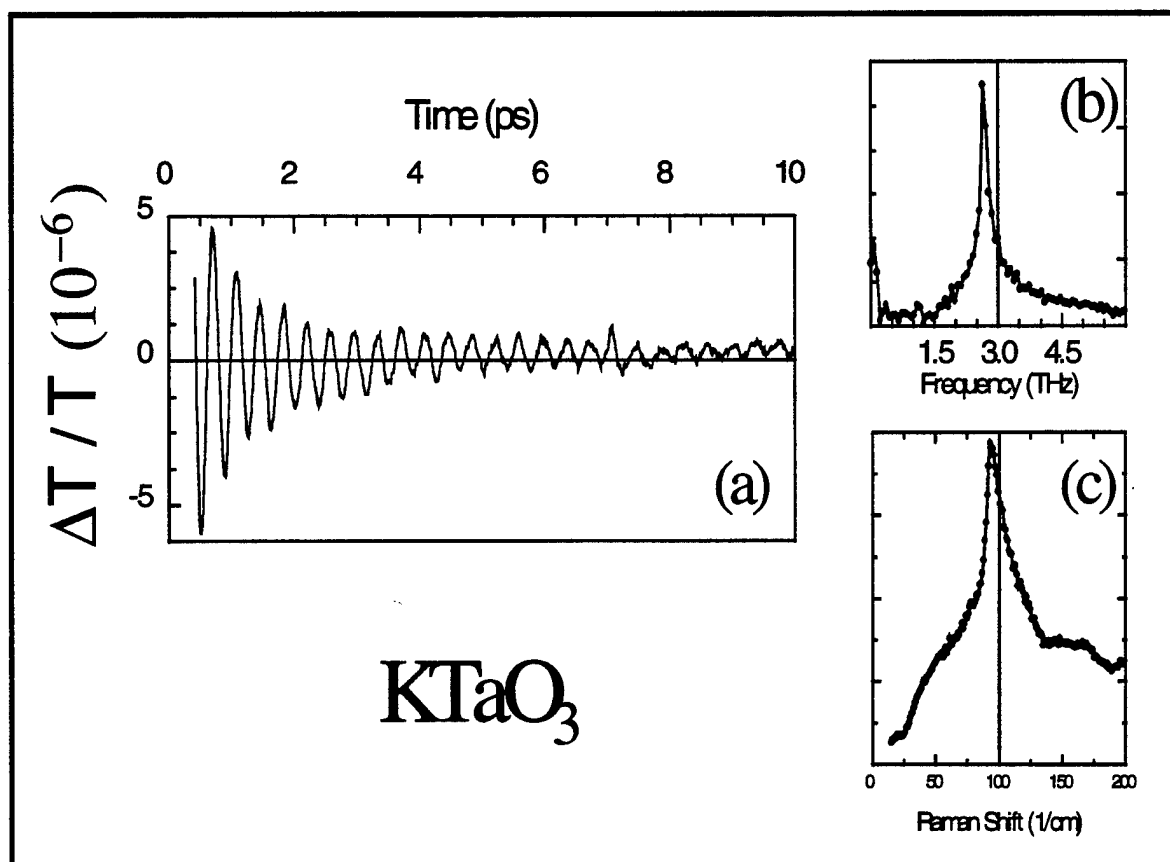 Time (ps)
0 2 4 6 8 10
ΔT / T (10⁻⁶)
5
0
-5
(a)
KTaO₃
(b)
1.5 3.0 4.5
Frequency (THz)
(c)
0 50 100 150 200
Raman Shift (1/cm)